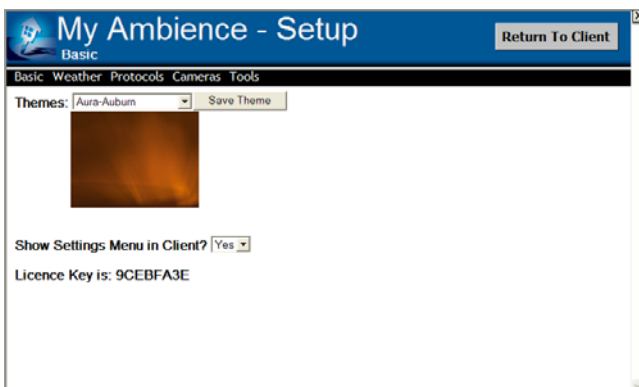 My Ambience - Setup
Basic
Return To Client
Basic Weather Protocols Cameras Tools
Themes: Aura-Auburn Save Theme
Show Settings Menu in Client? Yes
Licence Key is: 9CEBFA3E